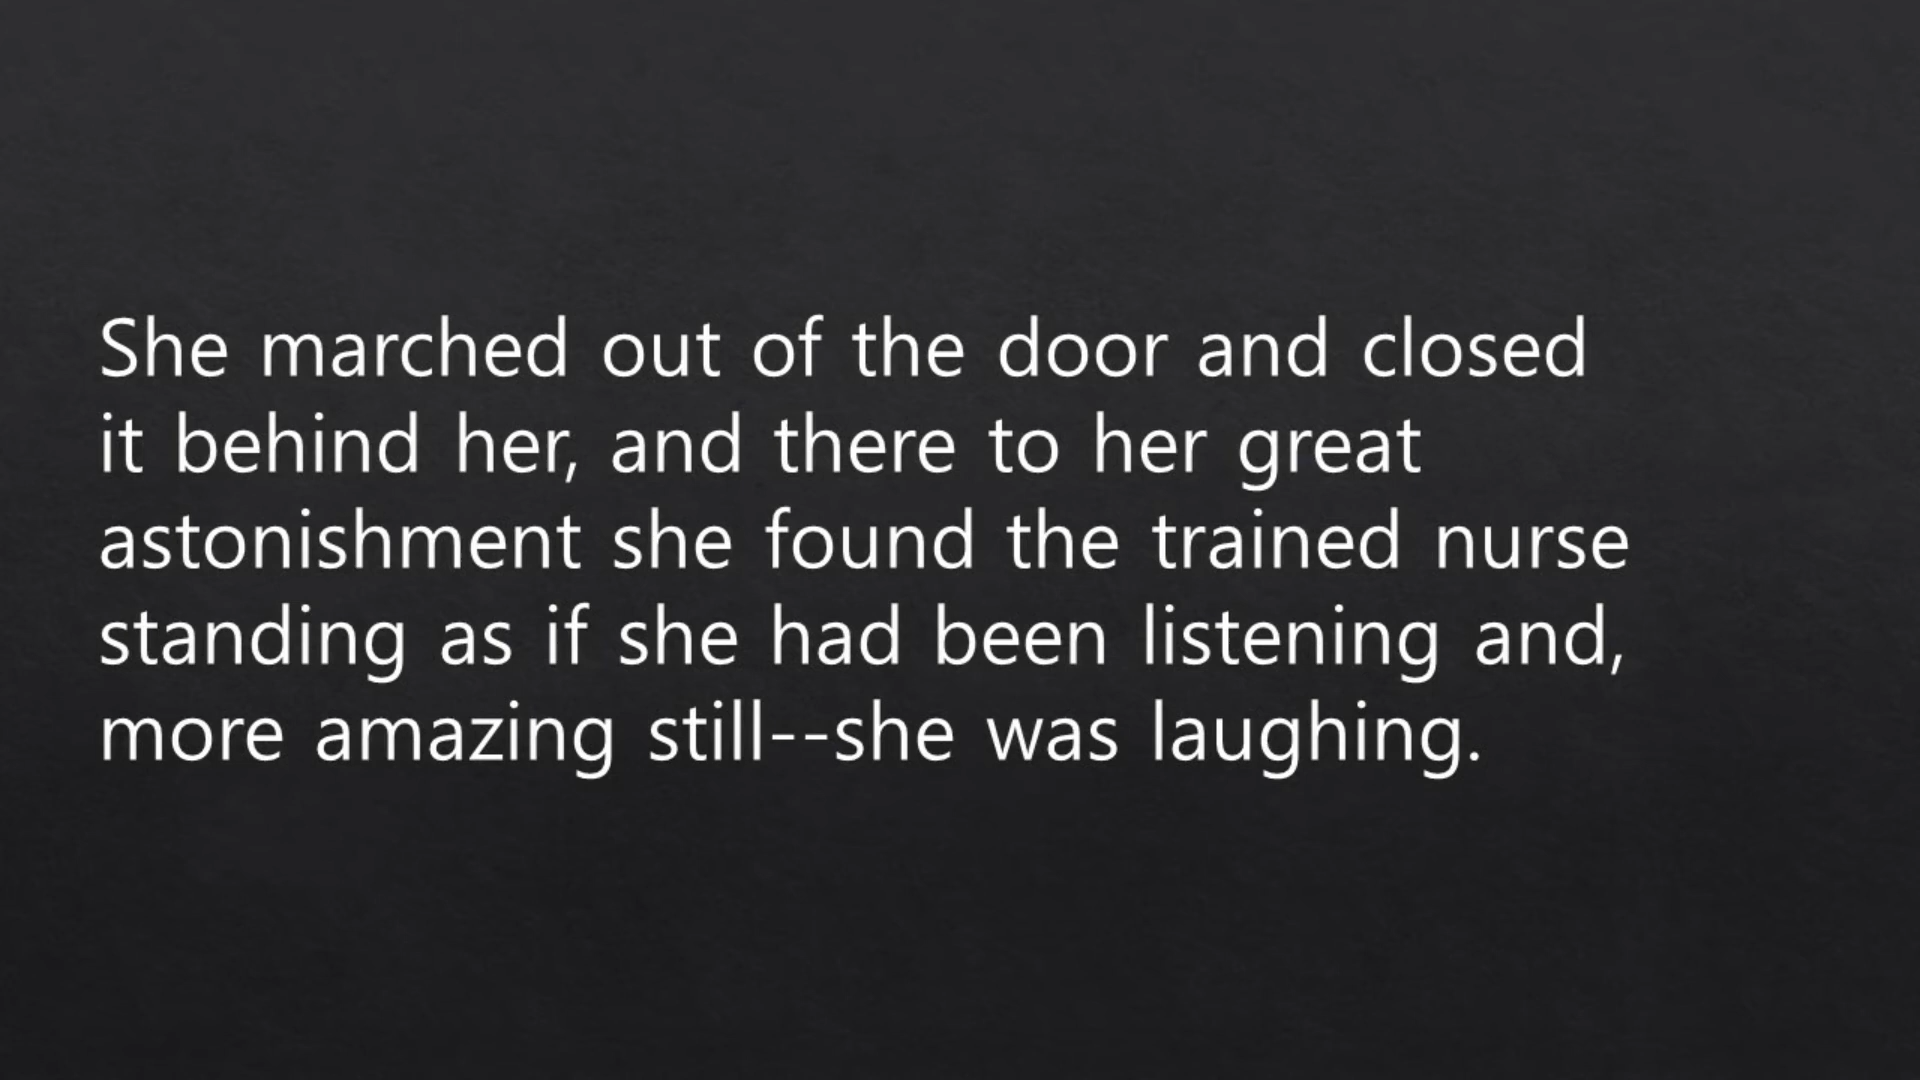 She marched out of the door and closed
it behind her, and there to her great
astonishment she found the trained nurse
standing as if she had been listening and,
more amazing still--she was laughing.